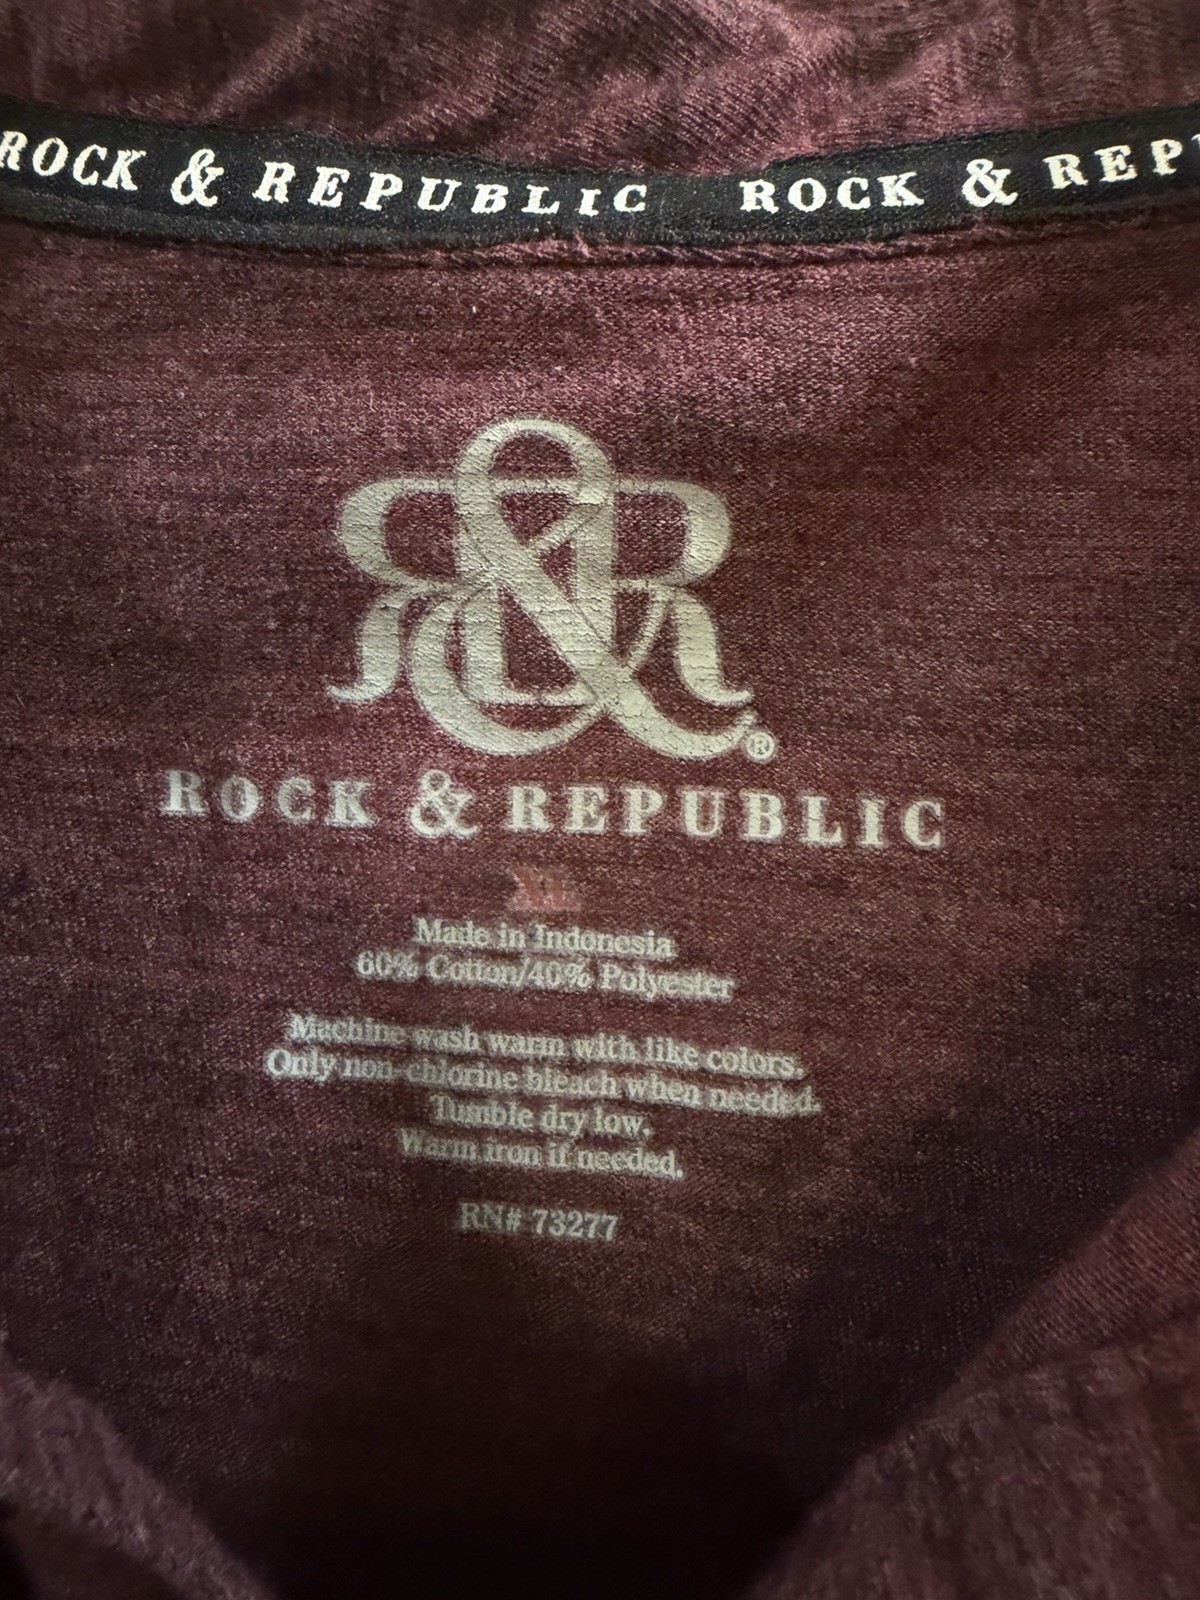 ROCK & REPUBLIC ROCK & REP
R&R®
ROCK & REPUBLIC
XL
Made in Indonesia
60% Cotton/40% Polyester
Machine wash warm with like colors.
Only non-chlorine bleach when needed.
Tumble dry low.
Warm iron if needed.
RN# 73277